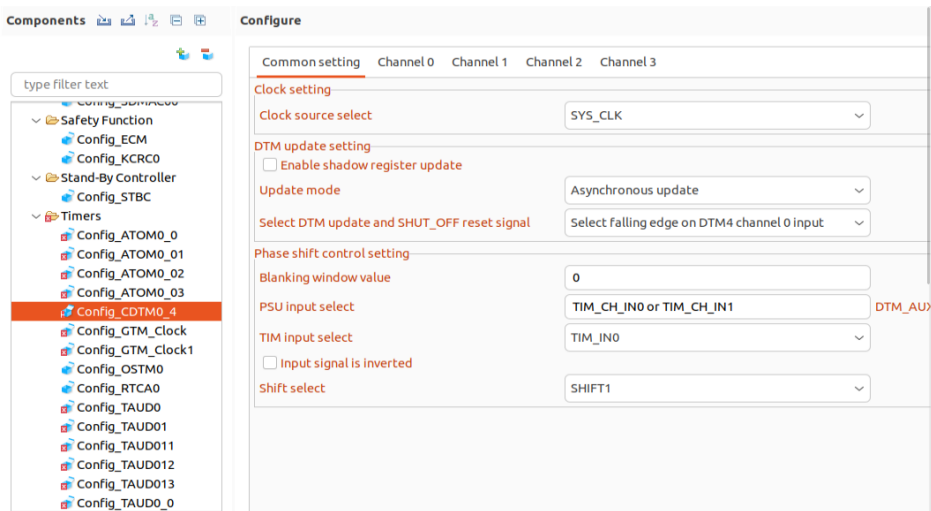 Components
Configure
type filter text
Config_SDMAC00
Safety Function
Config_ECM
Config_KCRC0
Stand-By Controller
Config_STBC
Timers
Config_ATOM0_0
Config_ATOM0_01
Config_ATOM0_02
Config_ATOM0_03
Config_CDTM0_4
Config_GTM_Clock
Config_GTM_Clock1
Config_OSTM0
Config_RTCA0
Config_TAUD0
Config_TAUD01
Config_TAUD011
Config_TAUD012
Config_TAUD013
Config_TAUD0_0
Common setting Channel 0 Channel 1 Channel 2 Channel 3
Clock setting
Clock source select SYS_CLK
DTM update setting
Enable shadow register update
Update mode Asynchronous update
Select DTM update and SHUT_OFF reset signal Select falling edge on DTM4 channel 0 input
Phase shift control setting
Blanking window value 0
PSU input select TIM_CH_IN0 or TIM_CH_IN1 DTM_AUX
TIM input select TIM_IN0
Input signal is inverted
Shift select SHIFT1